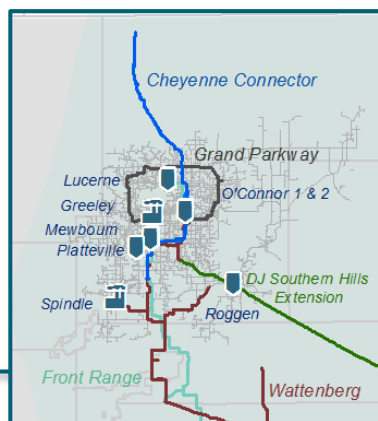 Cheyenne Connector
Grand Parkway
Lucerne
O'Connor 1 & 2
Greeley
Mewbourn
Platteville
DJ Southern Hills
Extension
Spindle
Roggen
Front Range
Wattenberg